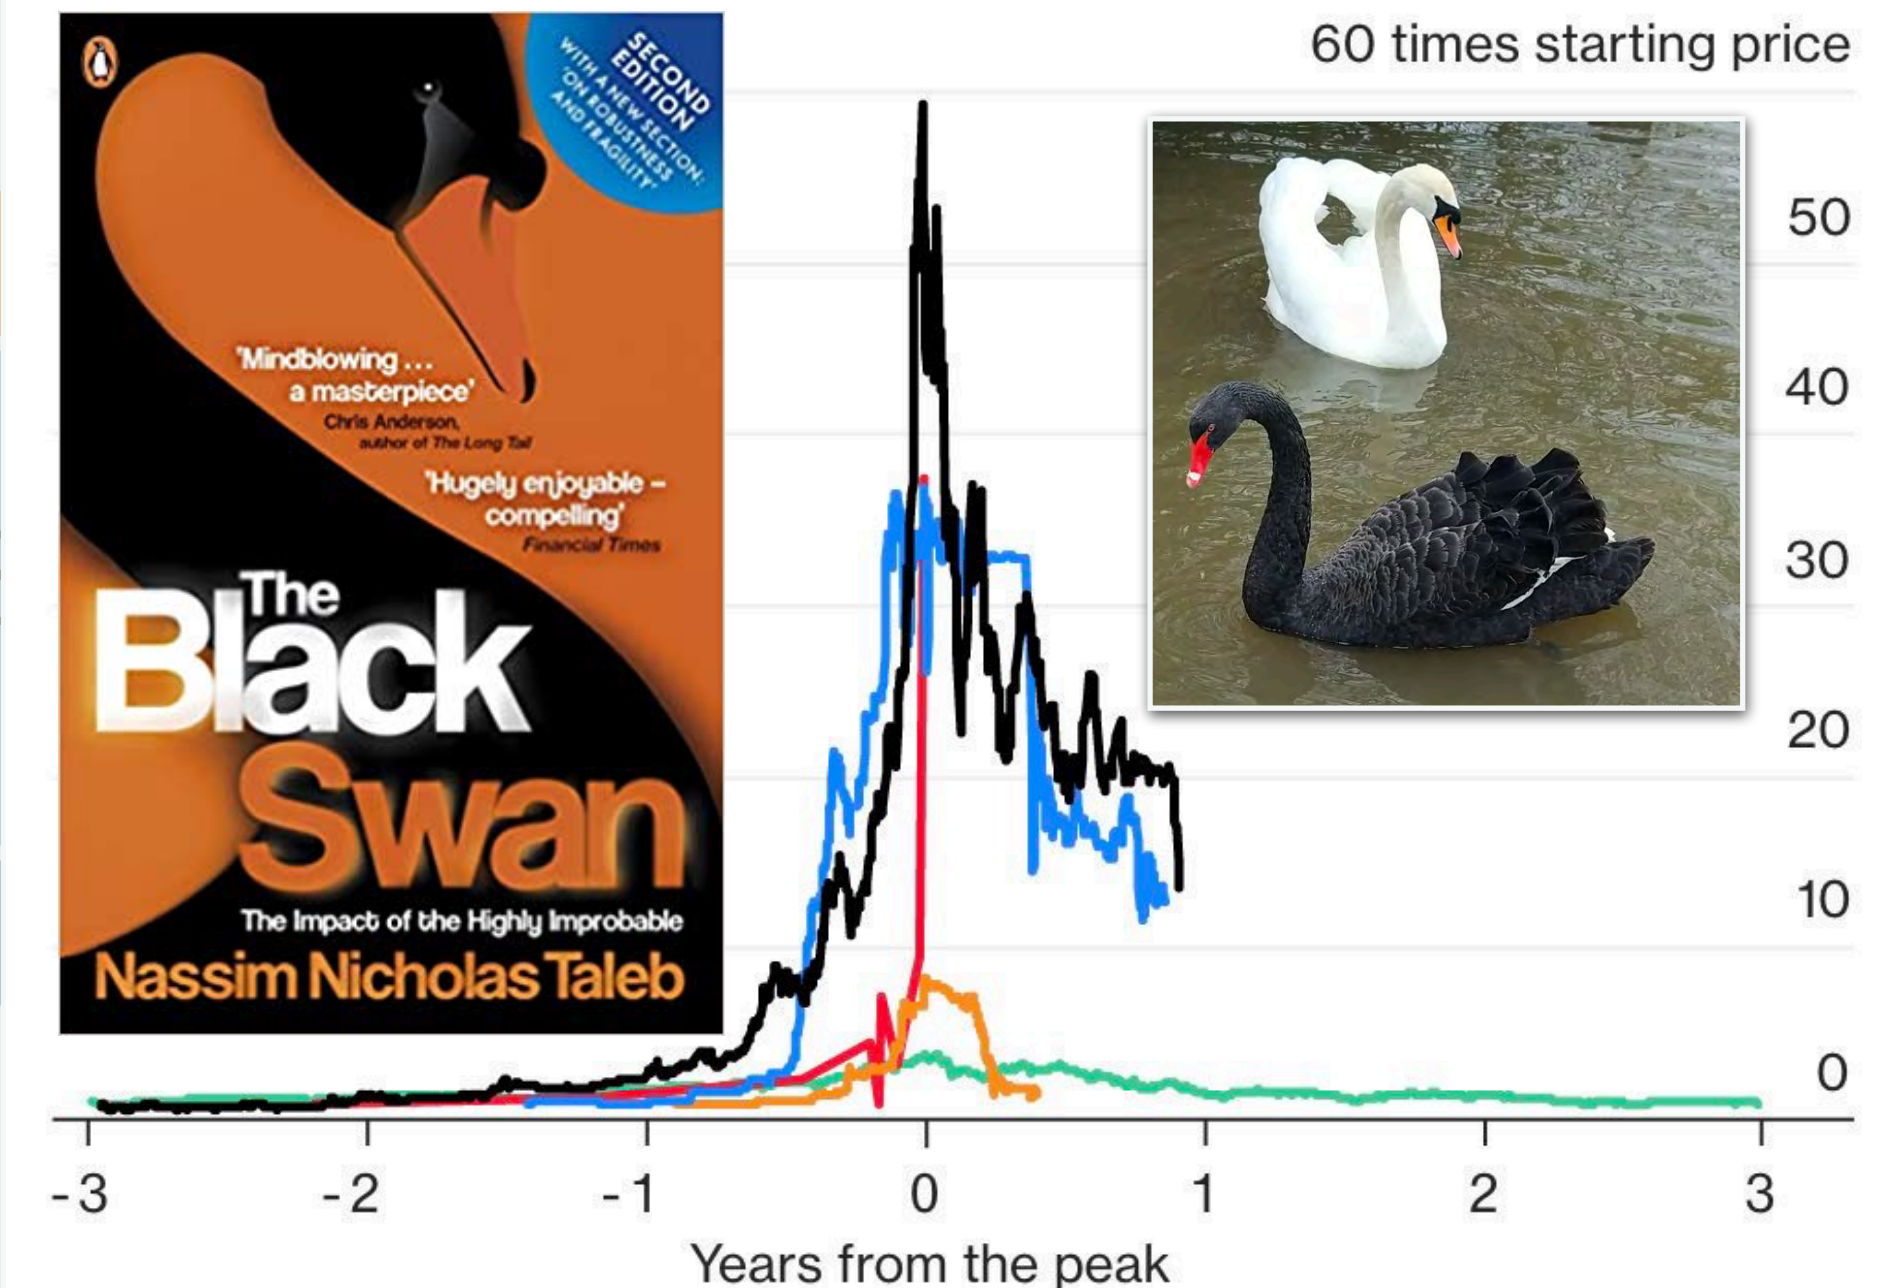 SECOND
EDITION
WITH A NEW SECTION:
'ON ROBUSTNESS
AND FRAGILITY'
'Mindblowing ...
a masterpiece'
Chris Anderson,
author of The Long Tail
'Hugely enjoyable –
compelling'
Financial Times
The
Black
Swan
The Impact of the Highly Improbable
Nassim Nicholas Taleb
60 times starting price
50
40
30
20
10
0
-3 -2 -1 0 1 2 3
Years from the peak